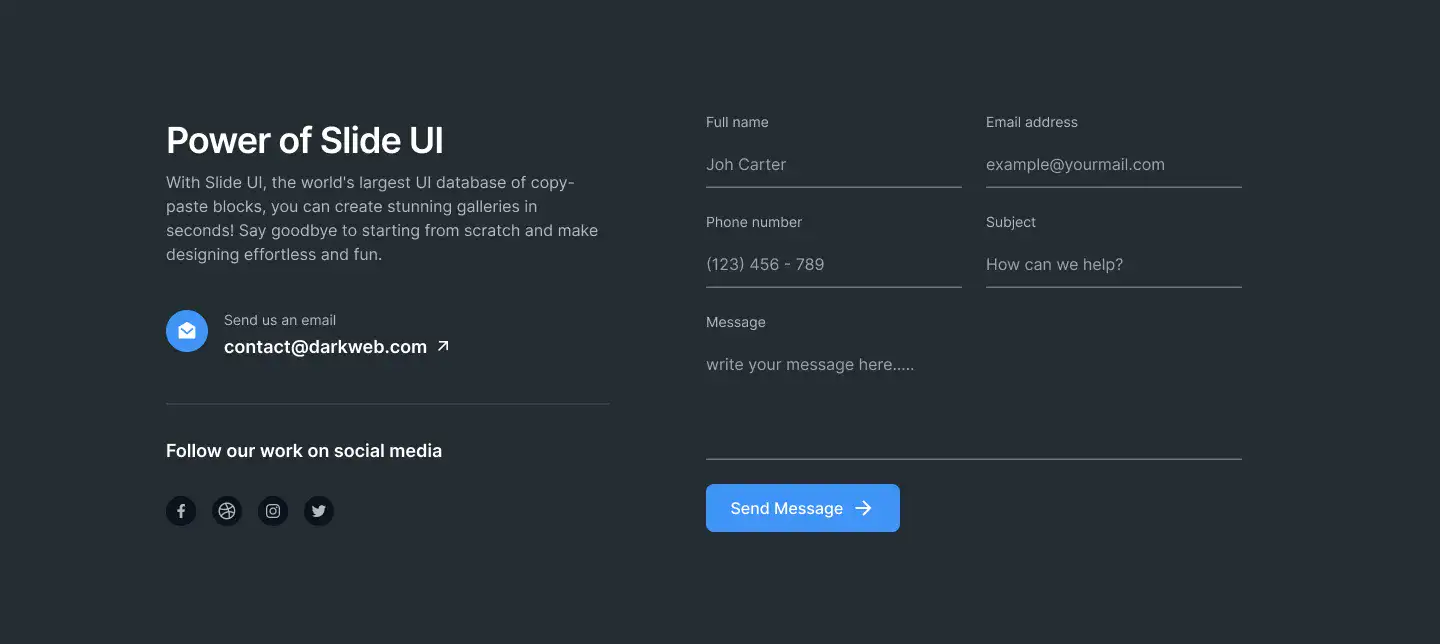 Power of Slide UI
With Slide UI, the world's largest UI database of copy-
paste blocks, you can create stunning galleries in
seconds! Say goodbye to starting from scratch and make
designing effortless and fun.
Send us an email
contact@darkweb.com
Follow our work on social media
Full name
Joh Carter
Email address
example@yourmail.com
Phone number
(123) 456 - 789
Subject
How can we help?
Message
write your message here.....
Send Message